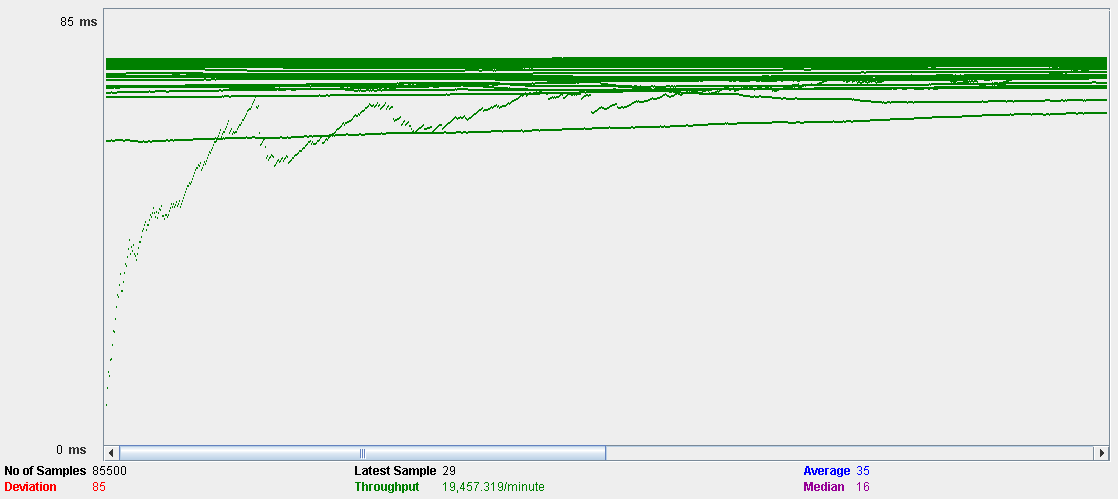 85 ms
0 ms
No of Samples 85500 Latest Sample 29 Average 35
Deviation 85 Throughput 19,457.319/minute Median 16